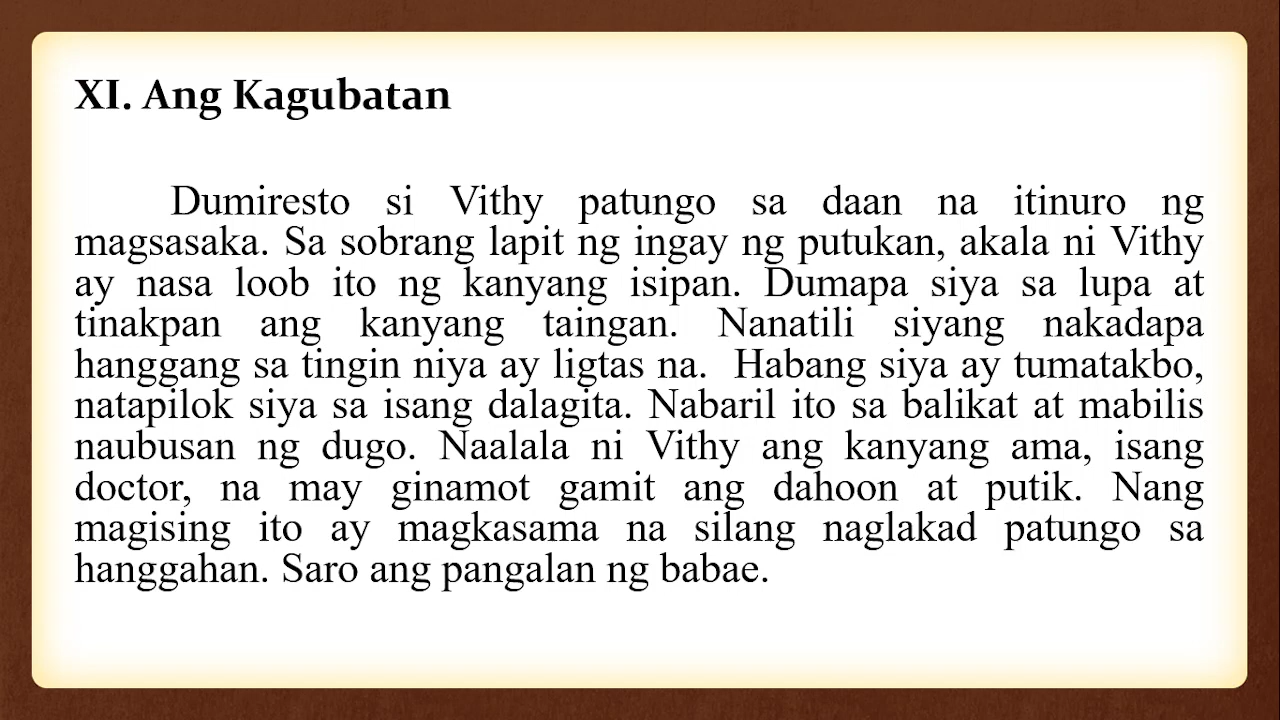 XI. Ang Kagubatan
Dumiresto si Vithy patungo sa daan na itinuro ng
magsasaka. Sa sobrang lapit ng ingay ng putukan, akala ni Vithy
ay nasa loob ito ng kanyang isipan. Dumapa siya sa lupa at
tinakpan ang kanyang taingan. Nanatili siyang nakadapa
hanggang sa tingin niya ay ligtas na. Habang siya ay tumatakbo,
natapilok siya sa isang dalagita. Nabaril ito sa balikat at mabilis
naubusan ng dugo. Naalala ni Vithy ang kanyang ama, isang
doctor, na may ginamot gamit ang dahoon at putik. Nang
magising ito ay magkasama na silang naglakad patungo sa
hanggahan. Saro ang pangalan ng babae.